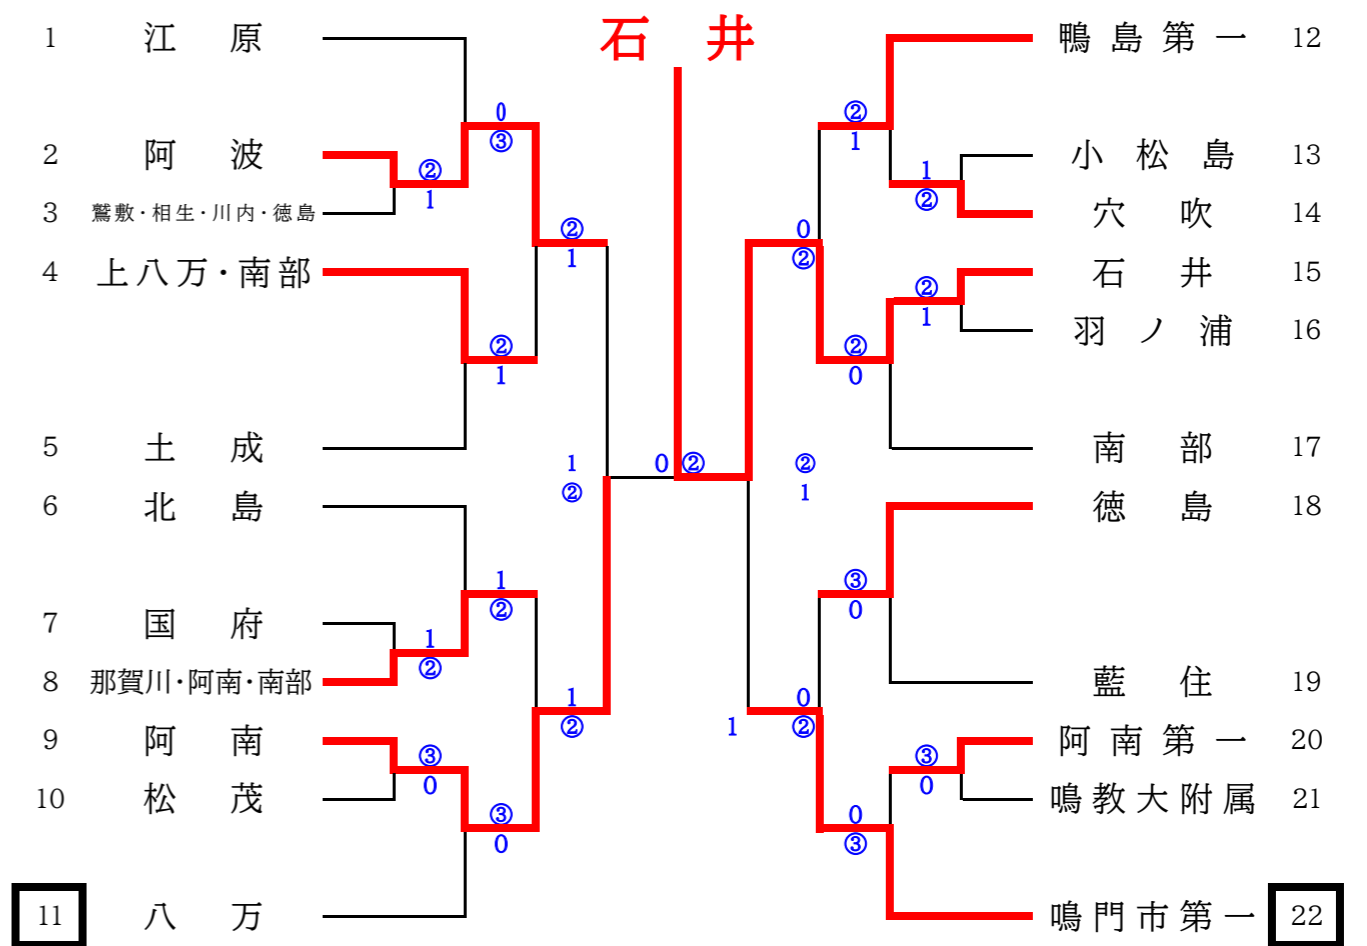 石井
1 江原
2 阿波
3 鷲敷・相生・川内・徳島
4 上八万・南部
5 土成
6 北島
7 国府
8 那賀川・阿南・南部
9 阿南
10 松茂
11 八万
0
③
②
1
②
1
②
1
1
②
1
②
1
②
1
②
③
0
③
0
0 ②
鴨島第一 12
小松島 13
穴吹 14
石井 15
羽ノ浦 16
南部 17
徳島 18
藍住 19
阿南第一 20
鳴教大附属 21
鳴門市第一 22
②
1
1
②
0
②
②
1
②
0
②
1
③
0
0
②
1
③
0
0
③